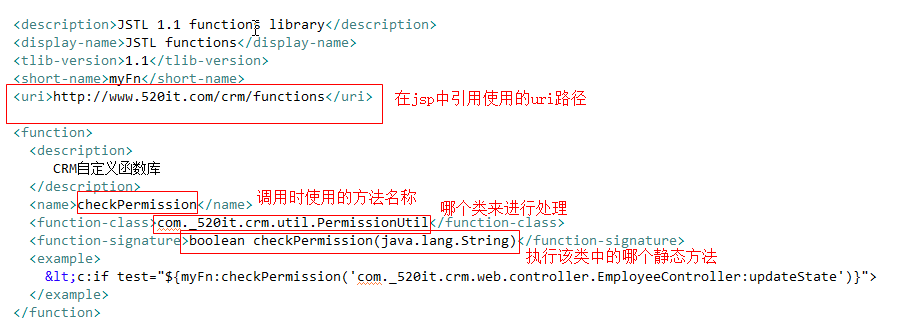 <description>JSTL 1.1 functions library</description>
<display-name>JSTL functions</display-name>
<tlib-version>1.1</tlib-version>
<short-name>myFn</short-name>
<uri>http://www.520it.com/crm/functions</uri>
在jsp中引用使用的uri路径
<function>
<description>
CRM自定义函数库
</description>
<name>checkPermission</name>
调用时使用的方法名称
<function-class>com._520it.crm.util.PermissionUtil</function-class>
哪个类来进行处理
<function-signature>boolean checkPermission(java.lang.String)</function-signature>
执行该类中的哪个静态方法
<example>
&lt;c:if test="${myFn:checkPermission('com._520it.crm.web.controller.EmployeeController:updateState')}">
</example>
</function>